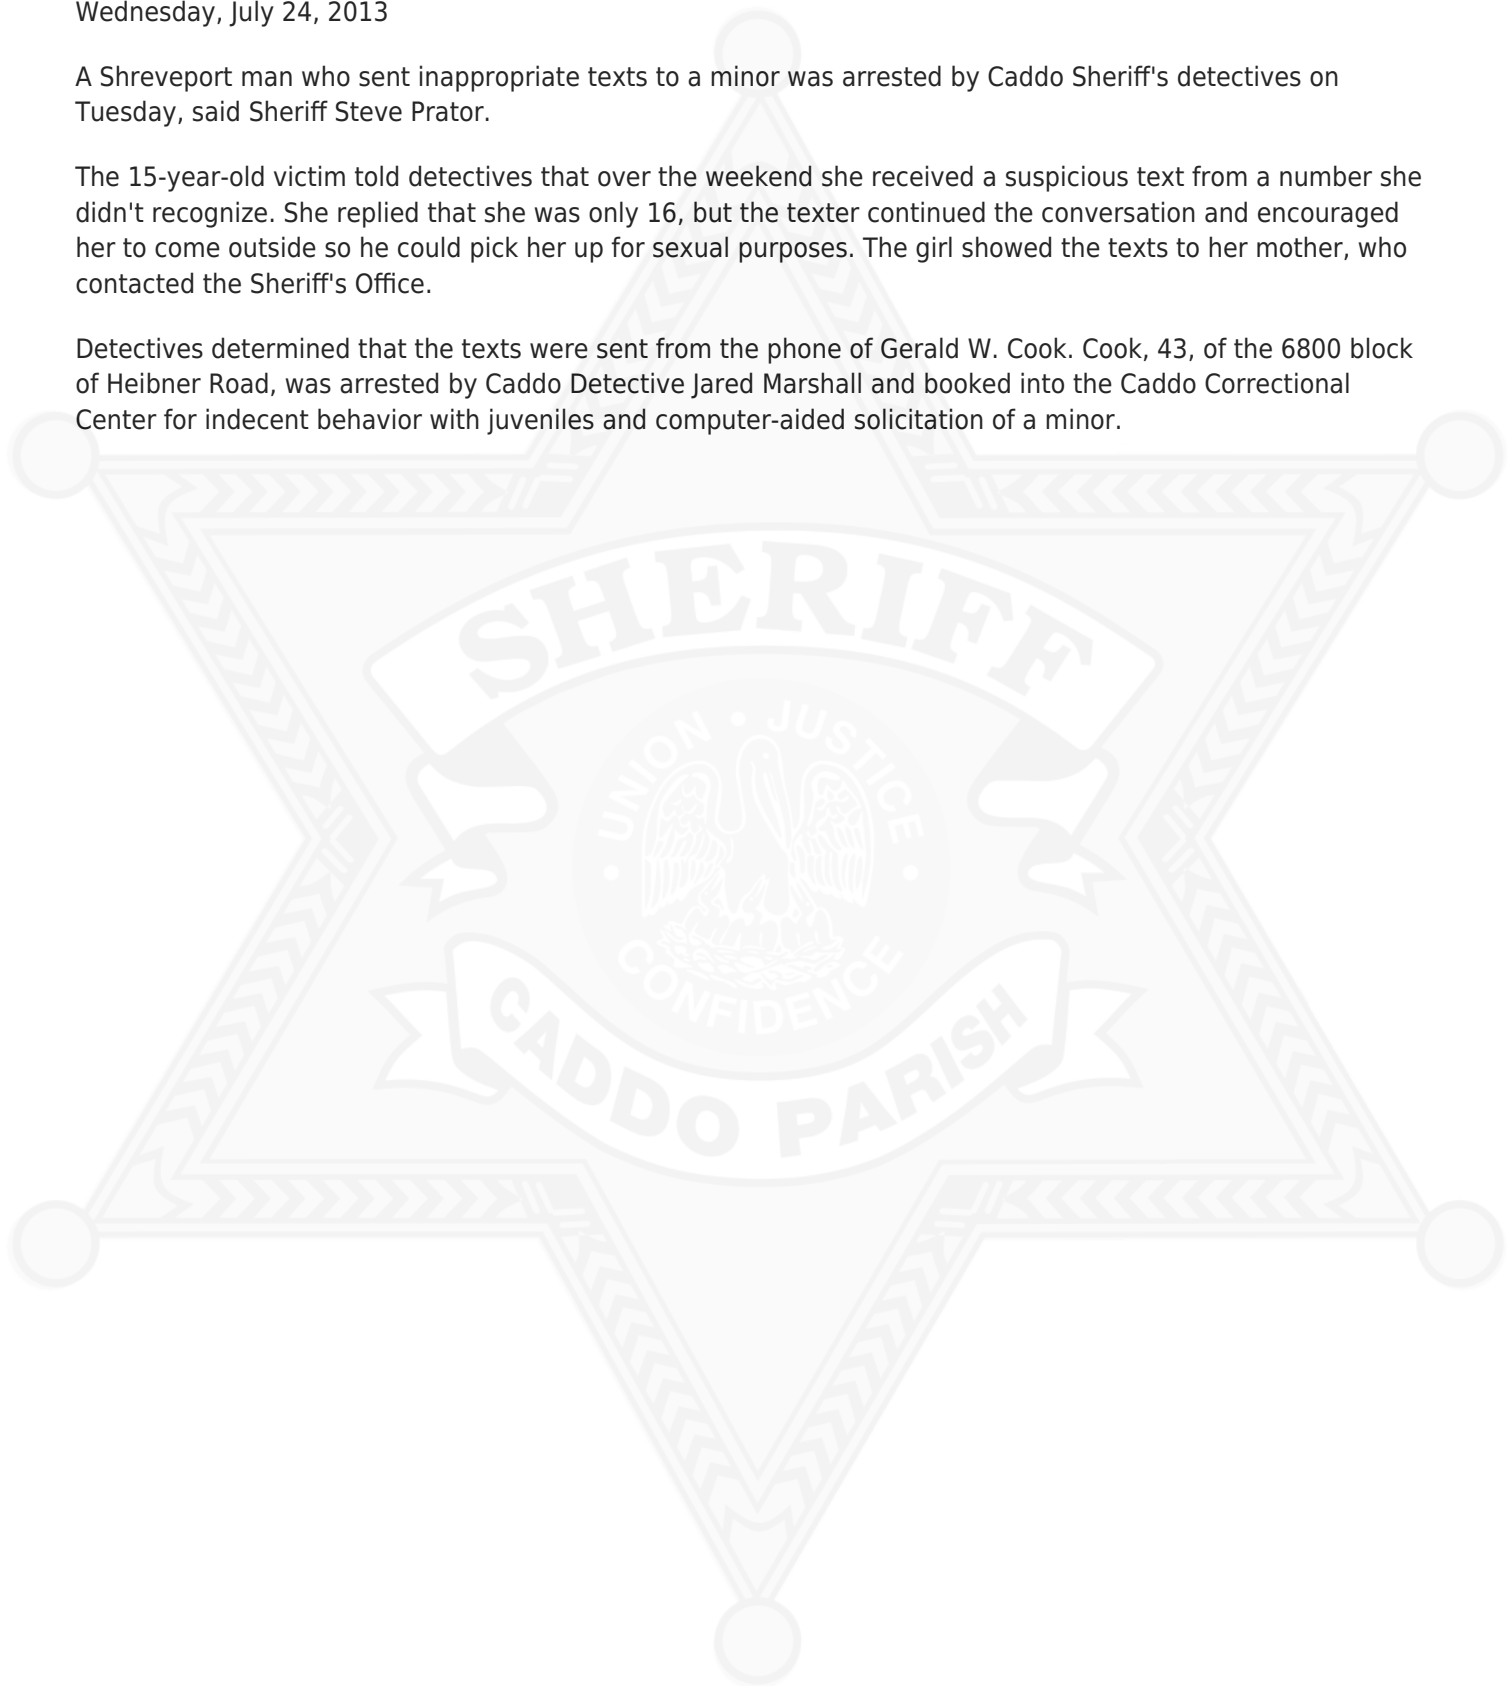 Wednesday, July 24, 2013
A Shreveport man who sent inappropriate texts to a minor was arrested by Caddo Sheriff's detectives on
Tuesday, said Sheriff Steve Prator.
The 15-year-old victim told detectives that over the weekend she received a suspicious text from a number she
didn't recognize. She replied that she was only 16, but the texter continued the conversation and encouraged
her to come outside so he could pick her up for sexual purposes. The girl showed the texts to her mother, who
contacted the Sheriff's Office.
Detectives determined that the texts were sent from the phone of Gerald W. Cook. Cook, 43, of the 6800 block
of Heibner Road, was arrested by Caddo Detective Jared Marshall and booked into the Caddo Correctional
Center for indecent behavior with juveniles and computer-aided solicitation of a minor.
SHERIFF
UNION • JUSTICE
• CONFIDENCE •
CADDO PARISH